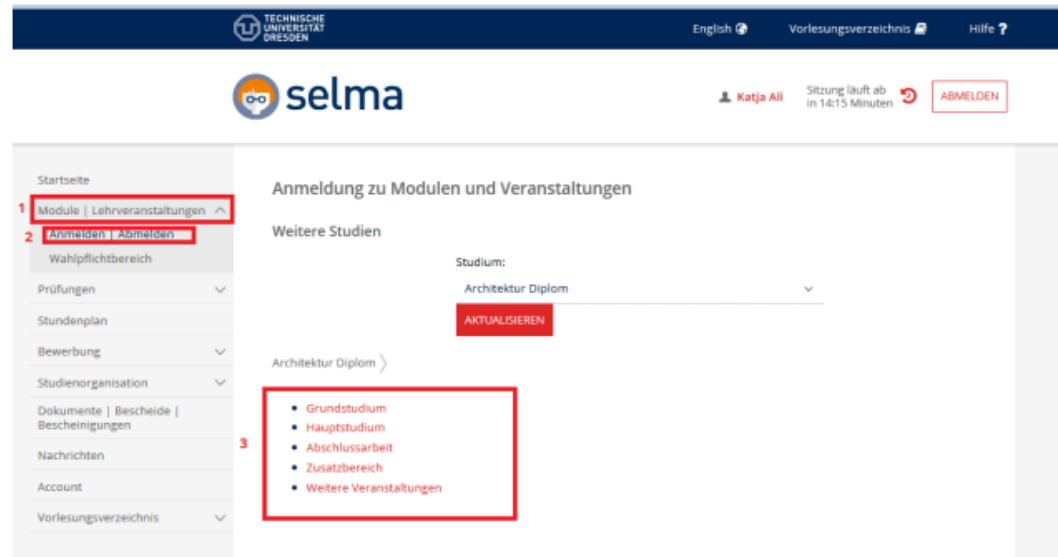 TECHNISCHE
UNIVERSITÄT
DRESDEN
English
Vorlesungsverzeichnis
Hilfe ?
selma
Katja Ali
Sitzung läuft ab
in 14:15 Minuten
ABMELDEN
Startseite
1 Module | Lehrveranstaltungen
2 Anmelden | Abmelden
Wahlpflichtbereich
Prüfungen
Stundenplan
Bewerbung
Studienorganisation
Dokumente | Bescheide |
Bescheinigungen
Nachrichten
Account
Vorlesungsverzeichnis
Anmeldung zu Modulen und Veranstaltungen
Weitere Studien
Studium:
Architektur Diplom
AKTUALISIEREN
Architektur Diplom
3
• Grundstudium
• Hauptstudium
• Abschlussarbeit
• Zusatzbereich
• Weitere Veranstaltungen